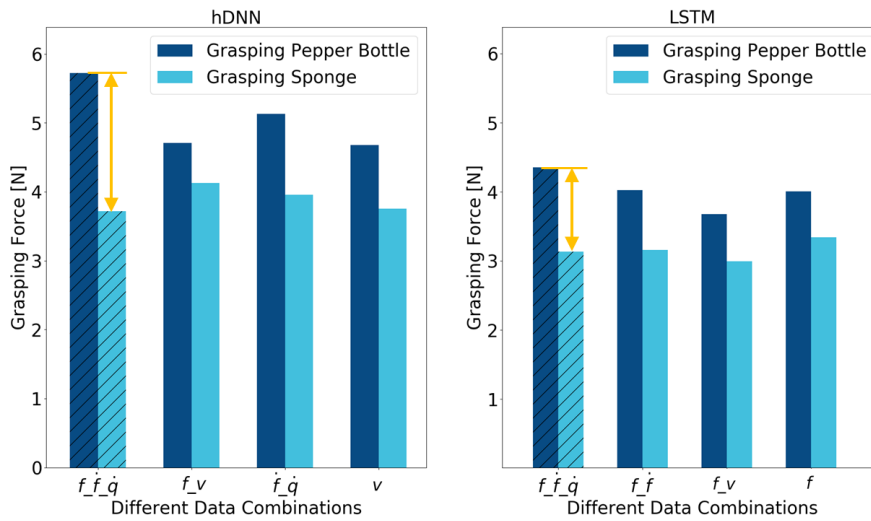 hDNN
6
5
4
3
2
1
0
Grasping Force [N]
Grasping Pepper Bottle
Grasping Sponge
f_ḟ_q̇
f_v
ḟ_q̇
v
Different Data Combinations
LSTM
6
5
4
3
2
1
Grasping Force [N]
Grasping Pepper Bottle
Grasping Sponge
f_ḟ_q̇
f_ḟ
f_v
f
Different Data Combinations